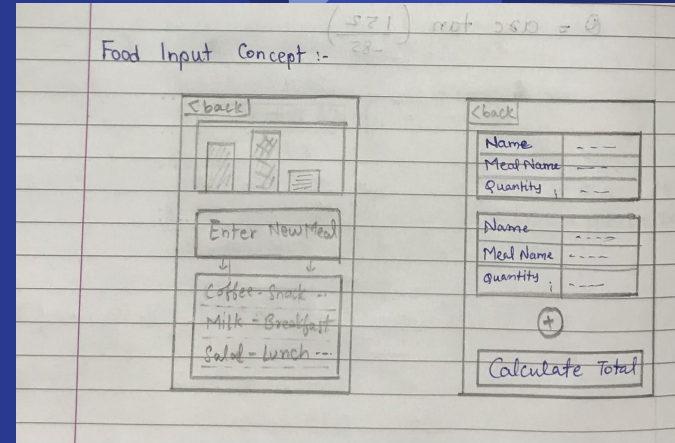 Food Input Concept :-
<back
Enter New Meal
Coffee - Snack --
Milk - Breakfast
Salad - Lunch ---
<back
Name ---
Meal Name ---
Quantity ; ---
Name ----
Meal Name ----
Quantity ; ---
+
Calculate Total